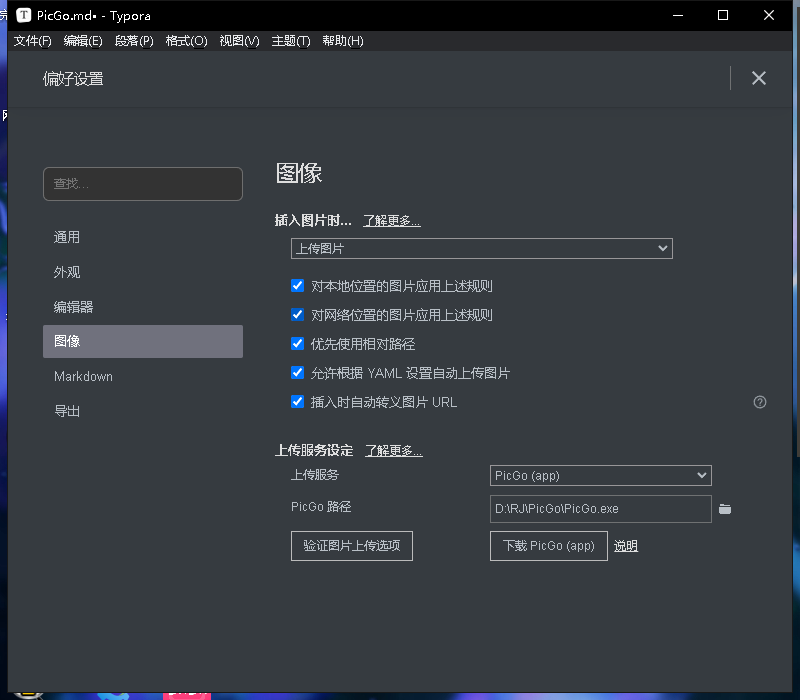 PicGo.md• - Typora
文件(F) 编辑(E) 段落(P) 格式(O) 视图(V) 主题(T) 帮助(H)
偏好设置
查找...
通用
外观
编辑器
图像
Markdown
导出
图像
插入图片时... 了解更多...
上传图片
对本地位置的图片应用上述规则
对网络位置的图片应用上述规则
优先使用相对路径
允许根据 YAML 设置自动上传图片
插入时自动转义图片 URL
上传服务设定 了解更多...
上传服务 PicGo (app)
PicGo 路径 D:\RJ\PicGo\PicGo.exe
验证图片上传选项 下载 PicGo (app) 说明